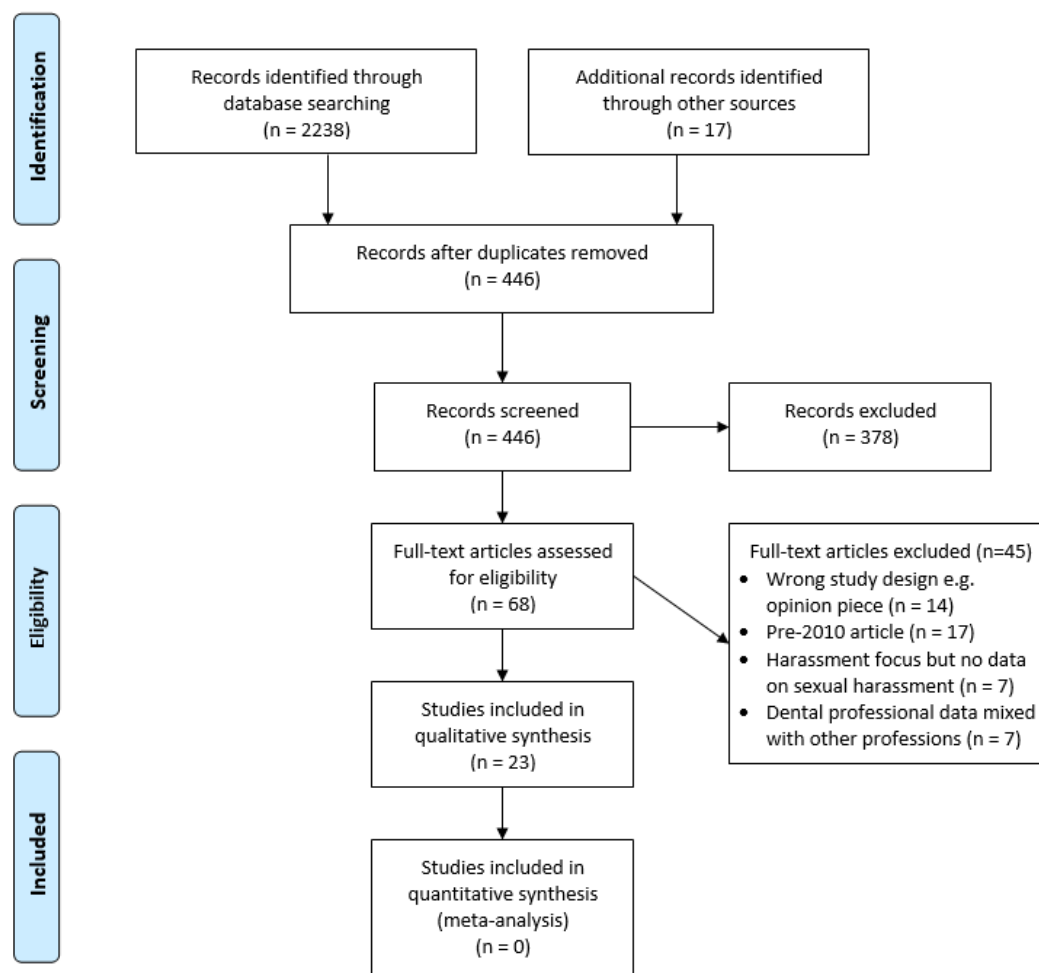 Identification
Records identified through
database searching
(n = 2238)
Additional records identified
through other sources
(n = 17)
Screening
Records after duplicates removed
(n = 446)
Records screened
(n = 446)
Records excluded
(n = 378)
Eligibility
Full-text articles assessed
for eligibility
(n = 68)
Full-text articles excluded (n=45)
• Wrong study design e.g.
opinion piece (n = 14)
• Pre-2010 article (n = 17)
• Harassment focus but no data
on sexual harassment (n = 7)
• Dental professional data mixed
with other professions (n = 7)
Studies included in
qualitative synthesis
(n = 23)
Included
Studies included in
quantitative synthesis
(meta-analysis)
(n = 0)